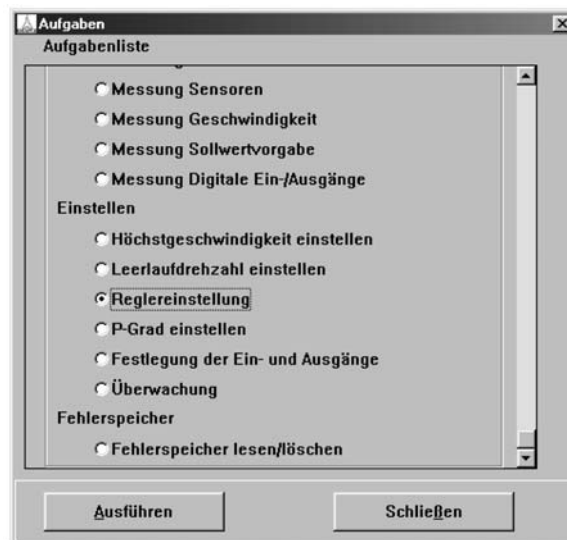 Aufgaben
Aufgabenliste
Messung Sensoren
Messung Geschwindigkeit
Messung Sollwertvorgabe
Messung Digitale Ein-/Ausgänge
Einstellen
Höchstgeschwindigkeit einstellen
Leerlaufdrehzahl einstellen
Reglereinstellung
P-Grad einstellen
Festlegung der Ein- und Ausgänge
Überwachung
Fehlerspeicher
Fehlerspeicher lesen/löschen
Ausführen
Schließen